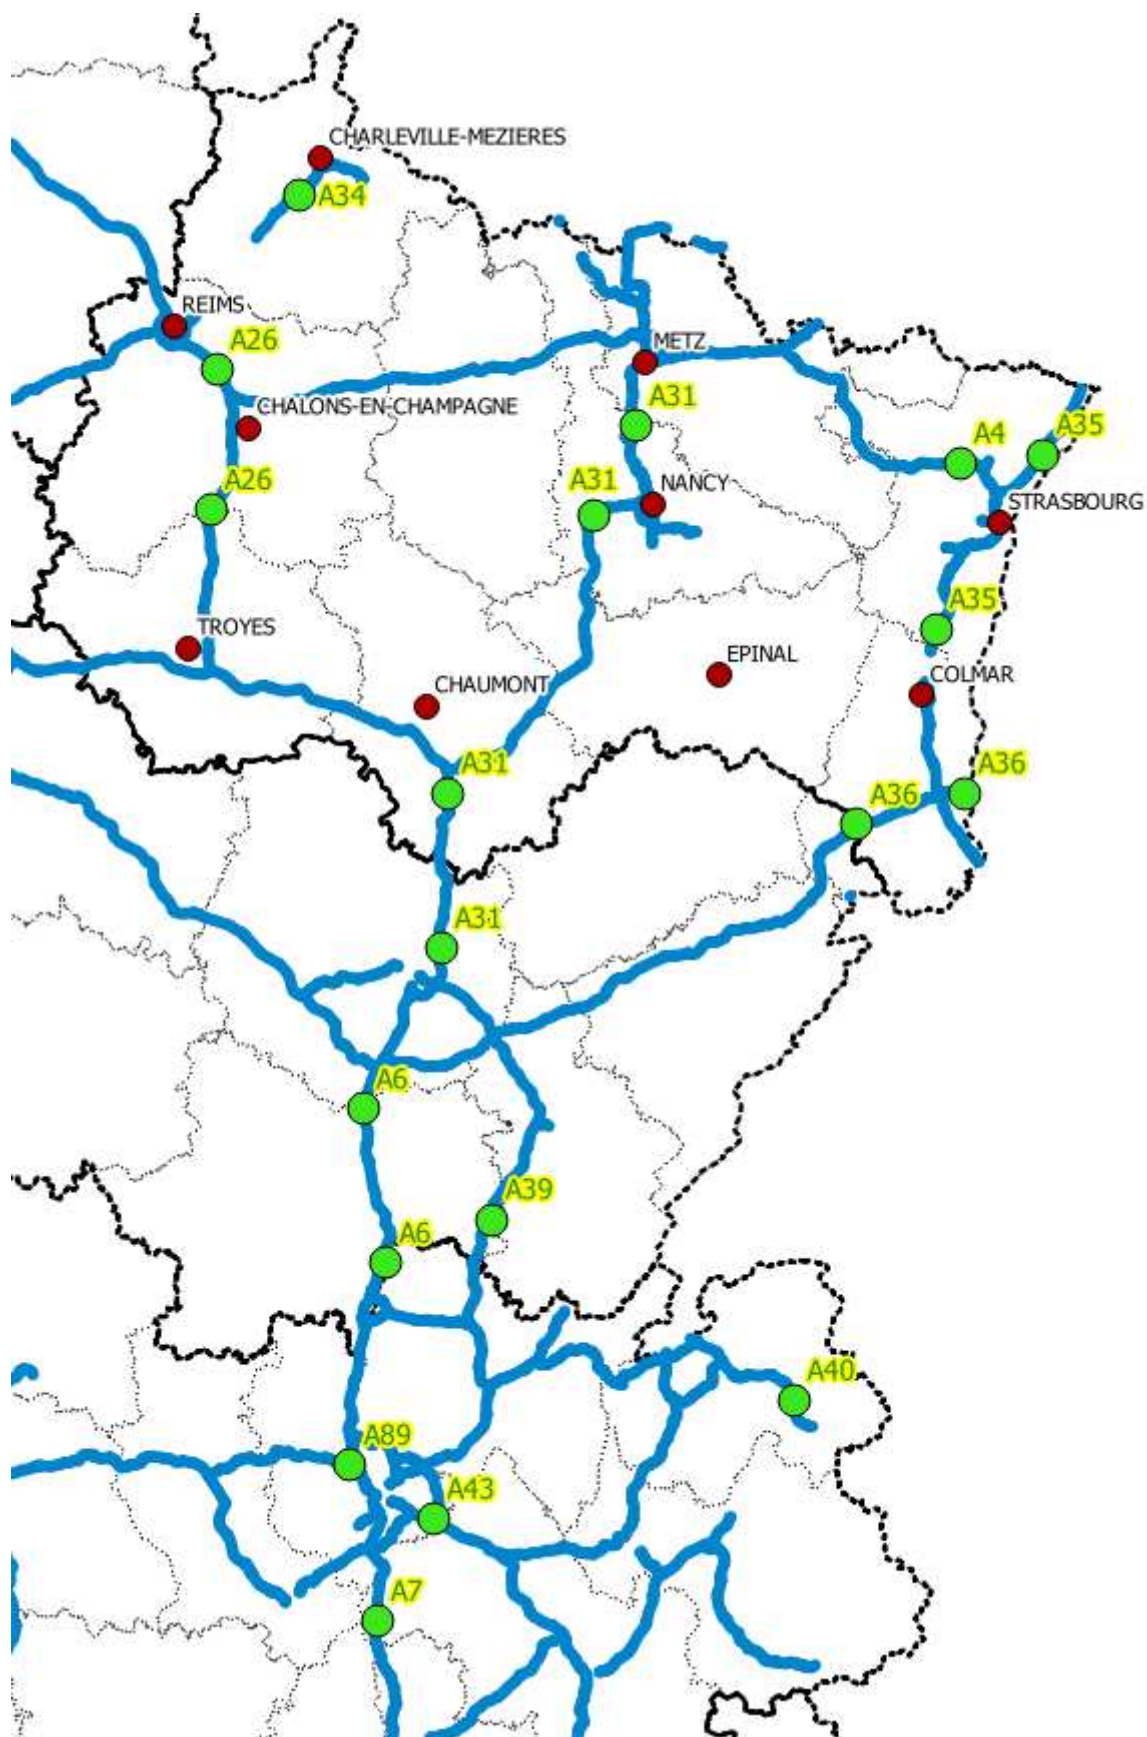 CHARLEVILLE-MEZIERES
A34
REIMS
A26
METZ
CHALONS-EN-CHAMPAGNE
A31
A4
A35
A26
A31
NANCY
STRASBOURG
A35
TROYES
EPINAL
COLMAR
CHAUMONT
A31
A36
A36
A31
A6
A39
A6
A40
A89
A43
A7